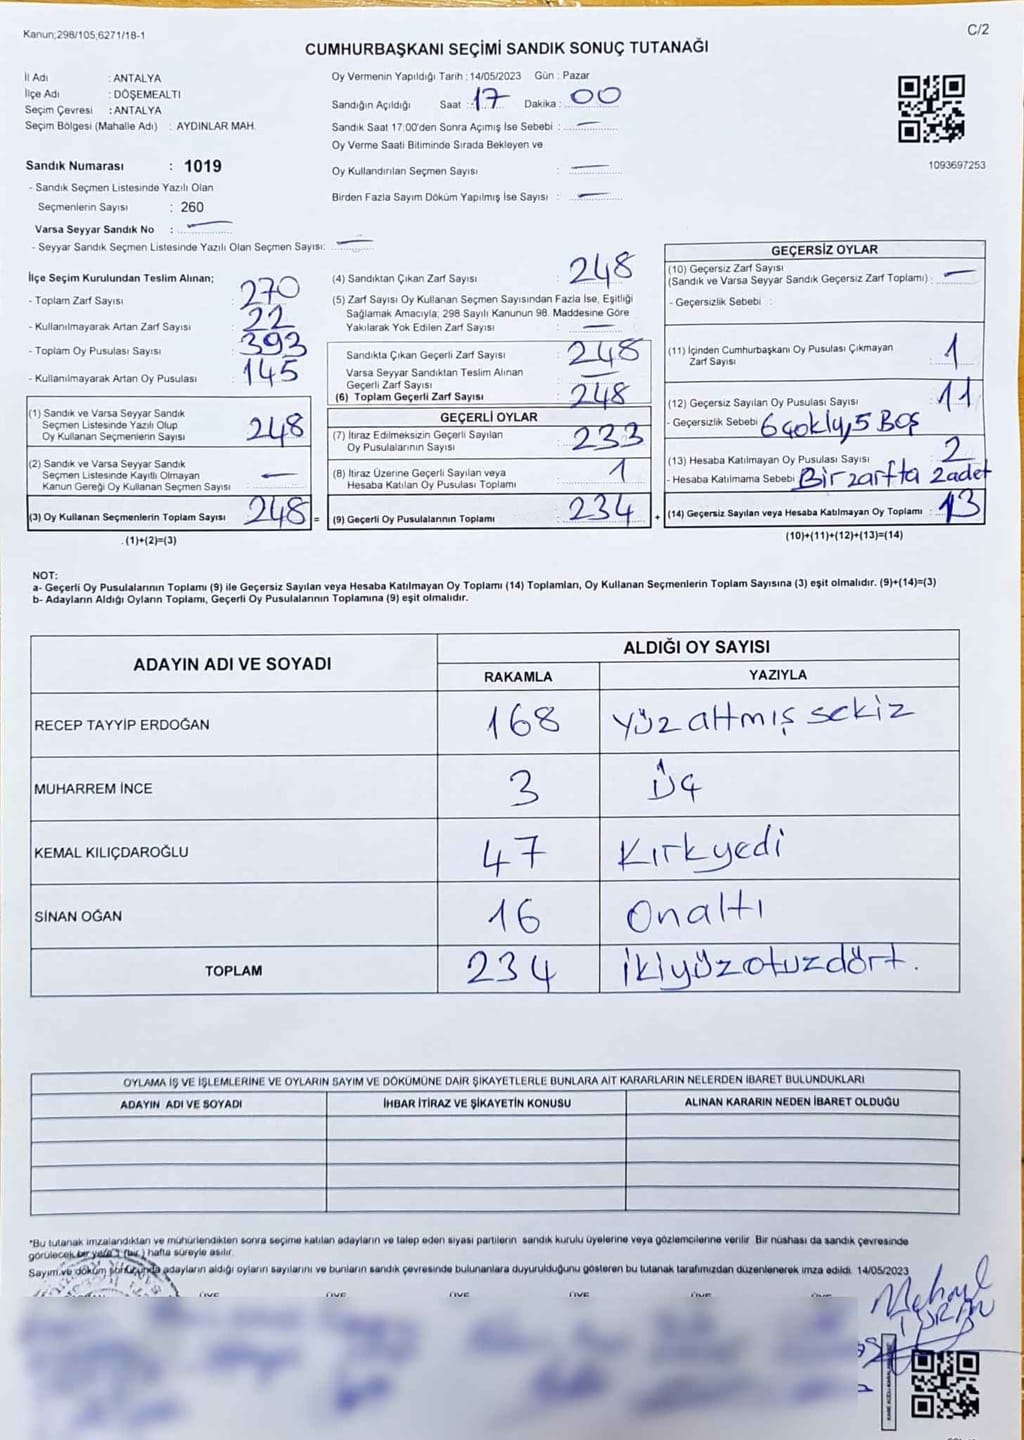 Kanun;298/105,6271/18-1
C/2
CUMHURBAŞKANI SEÇİMİ SANDIK SONUÇ TUTANAĞI
İl Adı : ANTALYA
İlçe Adı : DÖŞEMEALTI
Seçim Çevresi : ANTALYA
Seçim Bölgesi (Mahalle Adı) : AYDINLAR MAH.
Sandık Numarası : 1019
- Sandık Seçmen Listesinde Yazılı Olan
Seçmenlerin Sayısı : 260
Varsa Seyyar Sandık No : —
- Seyyar Sandık Seçmen Listesinde Yazılı Olan Seçmen Sayısı: —
Oy Vermenin Yapıldığı Tarih : 14/05/2023 Gün : Pazar
Sandığın Açıldığı Saat : 17 Dakika : 00
Sandık Saat 17:00'den Sonra Açımış İse Sebebi : —
Oy Verme Saati Bitiminde Sırada Bekleyen ve
Oy Kullandırılan Seçmen Sayısı : —
Birden Fazla Sayım Döküm Yapılmış İse Sayısı : —
1093697253
İlçe Seçim Kurulundan Teslim Alınan;
- Toplam Zarf Sayısı : 270
- Kullanılmayarak Artan Zarf Sayısı : 22
- Toplam Oy Pusulası Sayısı : 393
- Kullanılmayarak Artan Oy Pusulası : 145
(1) Sandık ve Varsa Seyyar Sandık
Seçmen Listesinde Yazılı Olup
Oy Kullanan Seçmenlerin Sayısı : 248
(2) Sandık ve Varsa Seyyar Sandık
Seçmen Listesinde Kayıtlı Olmayan
Kanun Gereği Oy Kullanan Seçmen Sayısı : —
(3) Oy Kullanan Seçmenlerin Toplam Sayısı : 248 =
(1)+(2)=(3)
(4) Sandıktan Çıkan Zarf Sayısı : 248
(5) Zarf Sayısı Oy Kullanan Seçmen Sayısından Fazla İse, Eşitliği
Sağlamak Amacıyla; 298 Sayılı Kanunun 98. Maddesine Göre
Yakılarak Yok Edilen Zarf Sayısı : —
Sandıkta Çıkan Geçerli Zarf Sayısı : 248
Varsa Seyyar Sandıktan Teslim Alınan
Geçerli Zarf Sayısı : —
(6) Toplam Geçerli Zarf Sayısı : 248
GEÇERLİ OYLAR
(7) İtiraz Edilmeksizin Geçerli Sayılan
Oy Pusulalarının Sayısı : 233
(8) İtiraz Üzerine Geçerli Sayılan veya
Hesaba Katılan Oy Pusulası Toplamı : 1
(9) Geçerli Oy Pusulalarının Toplamı : 234 +
GEÇERSİZ OYLAR
(10) Geçersiz Zarf Sayısı
(Sandık ve Varsa Seyyar Sandık Geçersiz Zarf Toplamı) : —
- Geçersizlik Sebebi :
(11) İçinden Cumhurbaşkanı Oy Pusulası Çıkmayan
Zarf Sayısı : 1
(12) Geçersiz Sayılan Oy Pusulası Sayısı : 11
- Geçersizlik Sebebi 6 çoklu, 5 Boş
(13) Hesaba Katılmayan Oy Pusulası Sayısı : 2
- Hesaba Katılmama Sebebi Bir zarfta 2 adet
(14) Geçersiz Sayılan veya Hesaba Katılmayan Oy Toplamı : 13
(10)+(11)+(12)+(13)=(14)
NOT:
a- Geçerli Oy Pusulalarının Toplamı (9) ile Geçersiz Sayılan veya Hesaba Katılmayan Oy Toplamı (14) Toplamları, Oy Kullanan Seçmenlerin Toplam Sayısına (3) eşit olmalıdır. (9)+(14)=(3)
b- Adayların Aldığı Oyların Toplamı, Geçerli Oy Pusulalarının Toplamına (9) eşit olmalıdır.
ADAYIN ADI VE SOYADI ALDIĞI OY SAYISI
RAKAMLA YAZIYLA
RECEP TAYYİP ERDOĞAN 168 Yüzaltmış sekiz
MUHARREM İNCE 3 Üç
KEMAL KILIÇDAROĞLU 47 Kırkyedi
SİNAN OĞAN 16 Onaltı
TOPLAM 234 ikiyüzotuzdört.
OYLAMA İŞ VE İŞLEMLERİNE VE OYLARIN SAYIM VE DÖKÜMÜNE DAİR ŞİKAYETLERLE BUNLARA AİT KARARLARIN NELERDEN İBARET BULUNDUKLARI
ADAYIN ADI VE SOYADI İHBAR İTİRAZ VE ŞİKAYETİN KONUSU ALINAN KARARIN NEDEN İBARET OLDUĞU
*Bu tutanak imzalandıktan ve mühürlendikten sonra seçime katılan adayların ve talep eden siyasi partilerin sandık kurulu üyelerine veya gözlemcilerine verilir. Bir nüshası da sandık çevresinde
görülecek bir yere 1 (bir) hafta süreyle asılır.
Sayım ve döküm sonucunda adayların aldığı oyların sayılarını ve bunların sandık çevresinde bulunanlara duyurulduğunu gösteren bu tutanak tarafımızdan düzenlenerek imza edildi. 14/05/2023
ÜYE ÜYE ÜYE ÜYE ÜYE ÜYE
TURAN